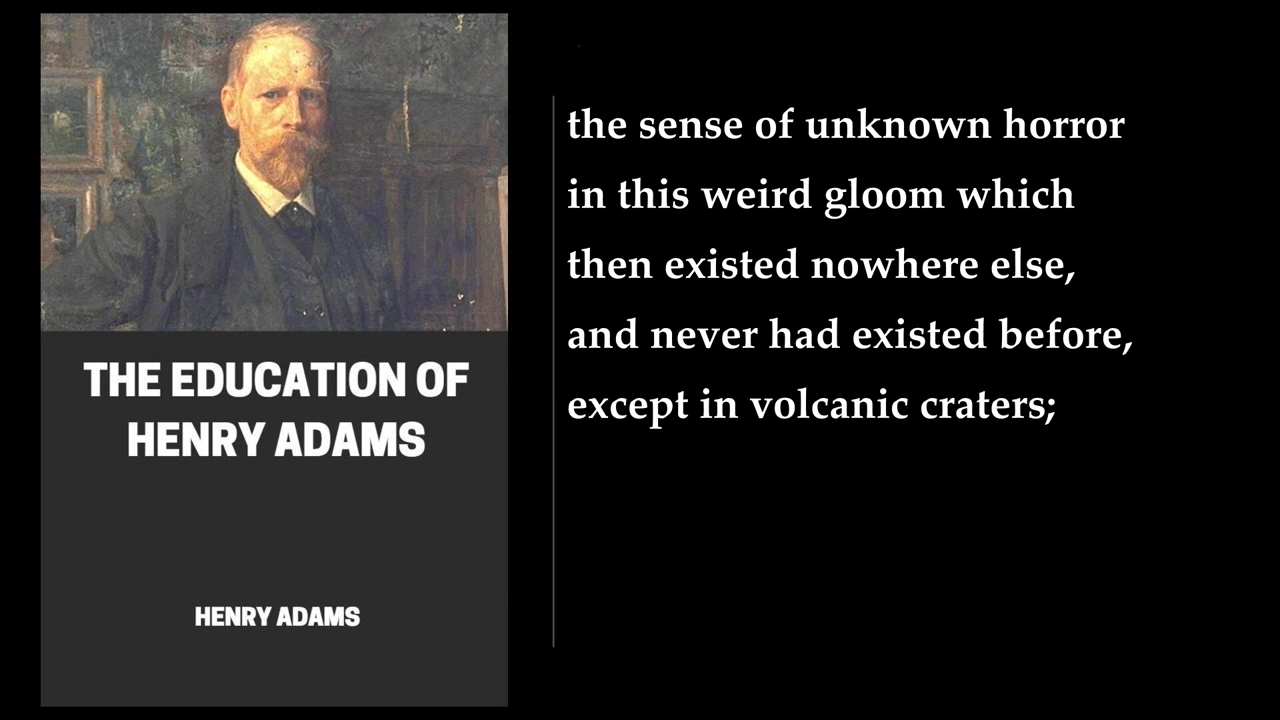 THE EDUCATION OF
HENRY ADAMS
HENRY ADAMS
the sense of unknown horror
in this weird gloom which
then existed nowhere else,
and never had existed before,
except in volcanic craters;